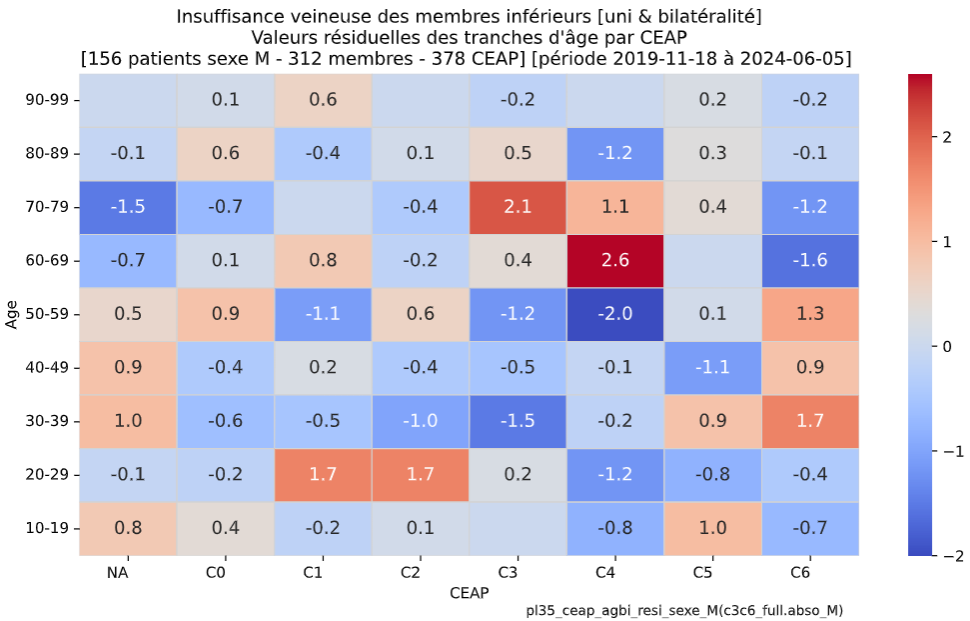 Insuffisance veineuse des membres inférieurs [uni & bilatéralité]
Valeurs résiduelles des tranches d'âge par CEAP
[156 patients sexe M - 312 membres - 378 CEAP] [période 2019-11-18 à 2024-06-05]
90-99 0.1 0.6 -0.2 0.2 -0.2
80-89 -0.1 0.6 -0.4 0.1 0.5 -1.2 0.3 -0.1
70-79 -1.5 -0.7 -0.4 2.1 1.1 0.4 -1.2
60-69 -0.7 0.1 0.8 -0.2 0.4 2.6 -1.6
50-59 0.5 0.9 -1.1 0.6 -1.2 -2.0 0.1 1.3
40-49 0.9 -0.4 0.2 -0.4 -0.5 -0.1 -1.1 0.9
30-39 1.0 -0.6 -0.5 -1.0 -1.5 -0.2 0.9 1.7
20-29 -0.1 -0.2 1.7 1.7 0.2 -1.2 -0.8 -0.4
10-19 0.8 0.4 -0.2 0.1 -0.8 1.0 -0.7
Age
NA C0 C1 C2 C3 C4 C5 C6
CEAP
2
1
0
−1
−2
pl35_ceap_agbi_resi_sexe_M(c3c6_full.abso_M)